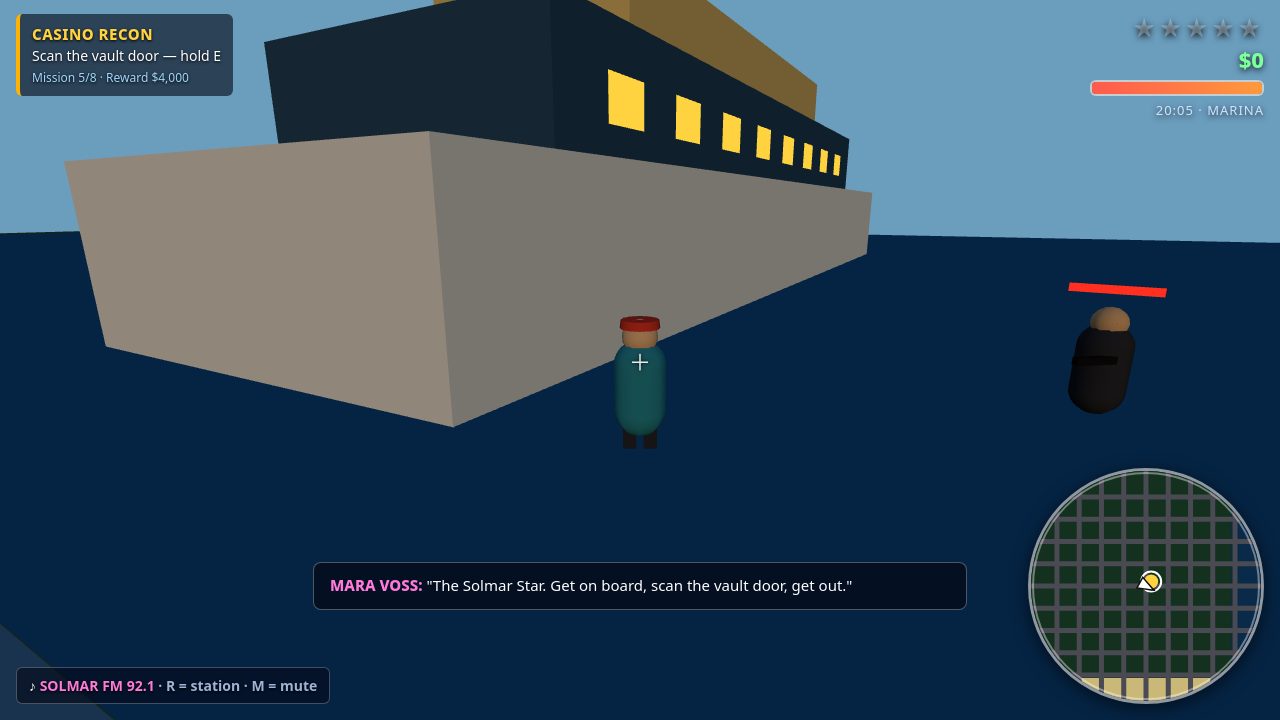 CASINO RECON
Scan the vault door — hold E
Mission 5/8 · Reward $4,000
★★★★★
$0
20:05 · MARINA
MARA VOSS: "The Solmar Star. Get on board, scan the vault door, get out."
♪ SOLMAR FM 92.1 · R = station · M = mute